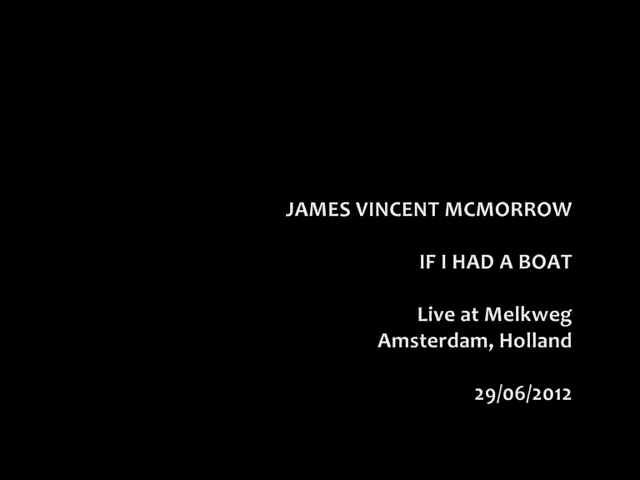 JAMES VINCENT MCMORROW
IF I HAD A BOAT
Live at Melkweg
Amsterdam, Holland
29/06/2012